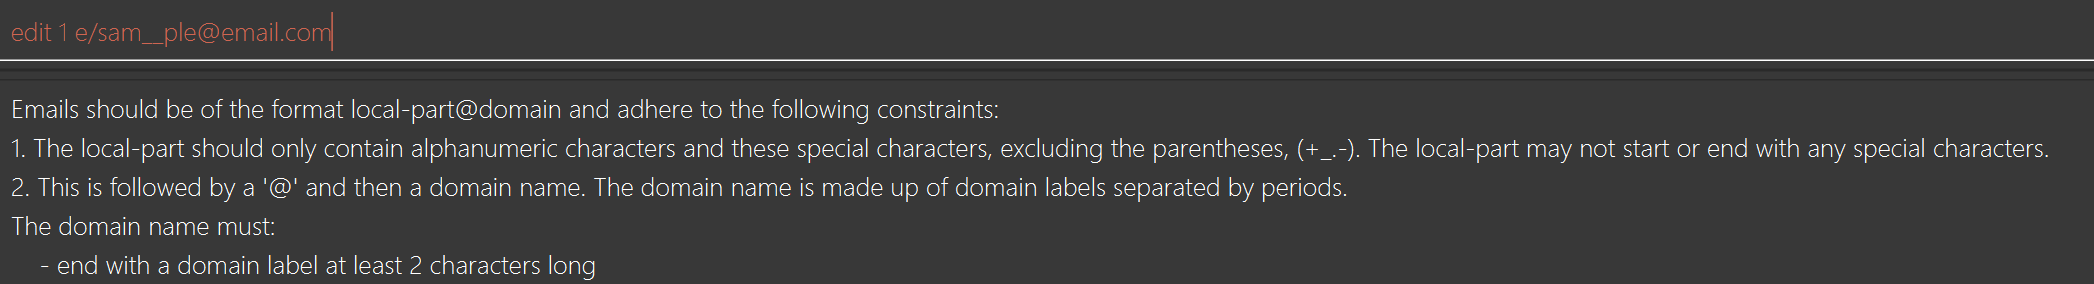 edit 1 e/sam__ple@email.com
Emails should be of the format local-part@domain and adhere to the following constraints:
1. The local-part should only contain alphanumeric characters and these special characters, excluding the parentheses, (+_.-). The local-part may not start or end with any special characters.
2. This is followed by a '@' and then a domain name. The domain name is made up of domain labels separated by periods.
The domain name must:
- end with a domain label at least 2 characters long